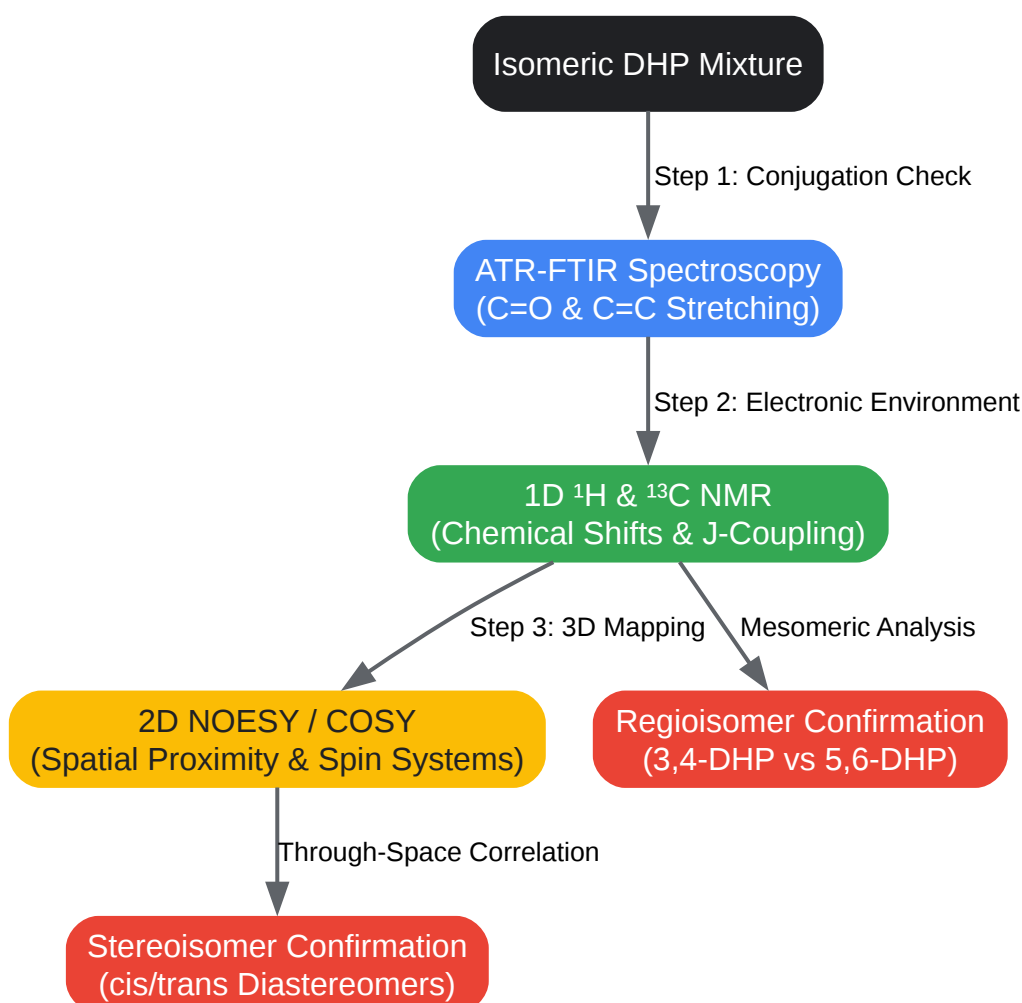 Isomeric DHP Mixture
Step 1: Conjugation Check
ATR-FTIR Spectroscopy
(C=O & C=C Stretching)
Step 2: Electronic Environment
1D ¹H & ¹³C NMR
(Chemical Shifts & J-Coupling)
Step 3: 3D Mapping
Mesomeric Analysis
2D NOESY / COSY
(Spatial Proximity & Spin Systems)
Regioisomer Confirmation
(3,4-DHP vs 5,6-DHP)
Through-Space Correlation
Stereoisomer Confirmation
(cis/trans Diastereomers)